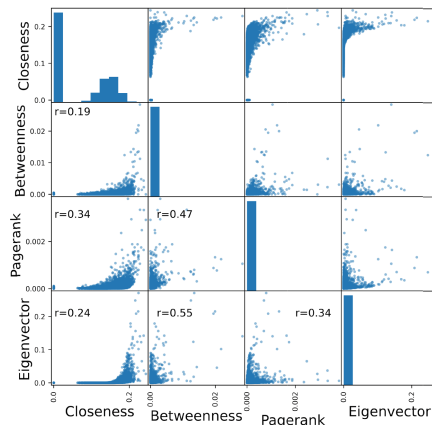 Closeness
0.2
0.1
0.0
r=0.19
Betweenness
0.02
0.01
0.00
r=0.34
r=0.47
Pagerank
0.002
0.000
r=0.24
r=0.55
r=0.34
Eigenvector
0.2
0.1
0.0
0.0
0.2
0.00
0.02
0.000
0.002
0.0
0.2
Closeness
Betweenness
Pagerank
Eigenvector